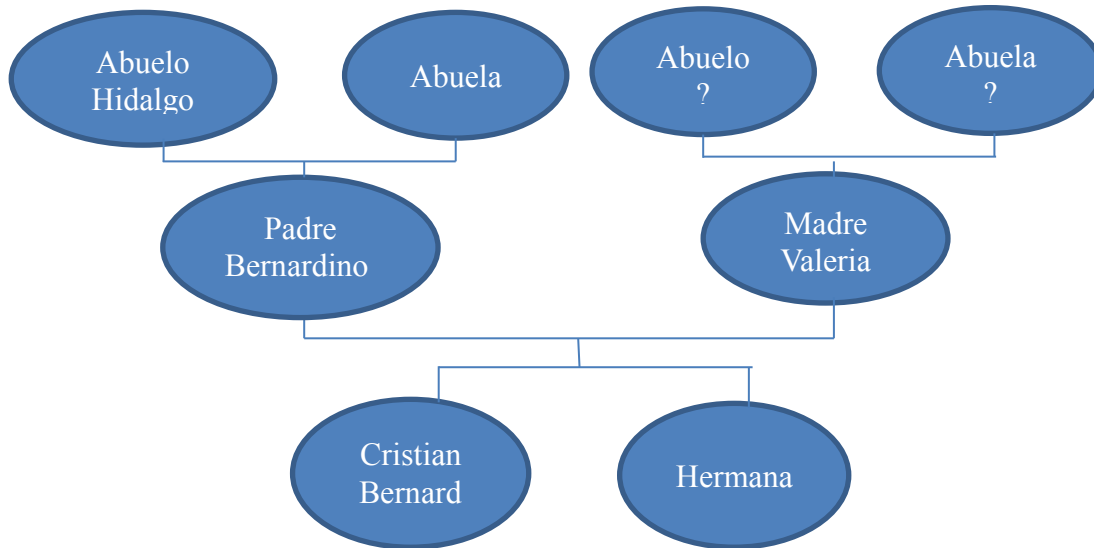 Abuelo
Hidalgo
Abuela
Abuelo
?
Abuela
?
Padre
Bernardino
Madre
Valeria
Cristian
Bernard
Hermana